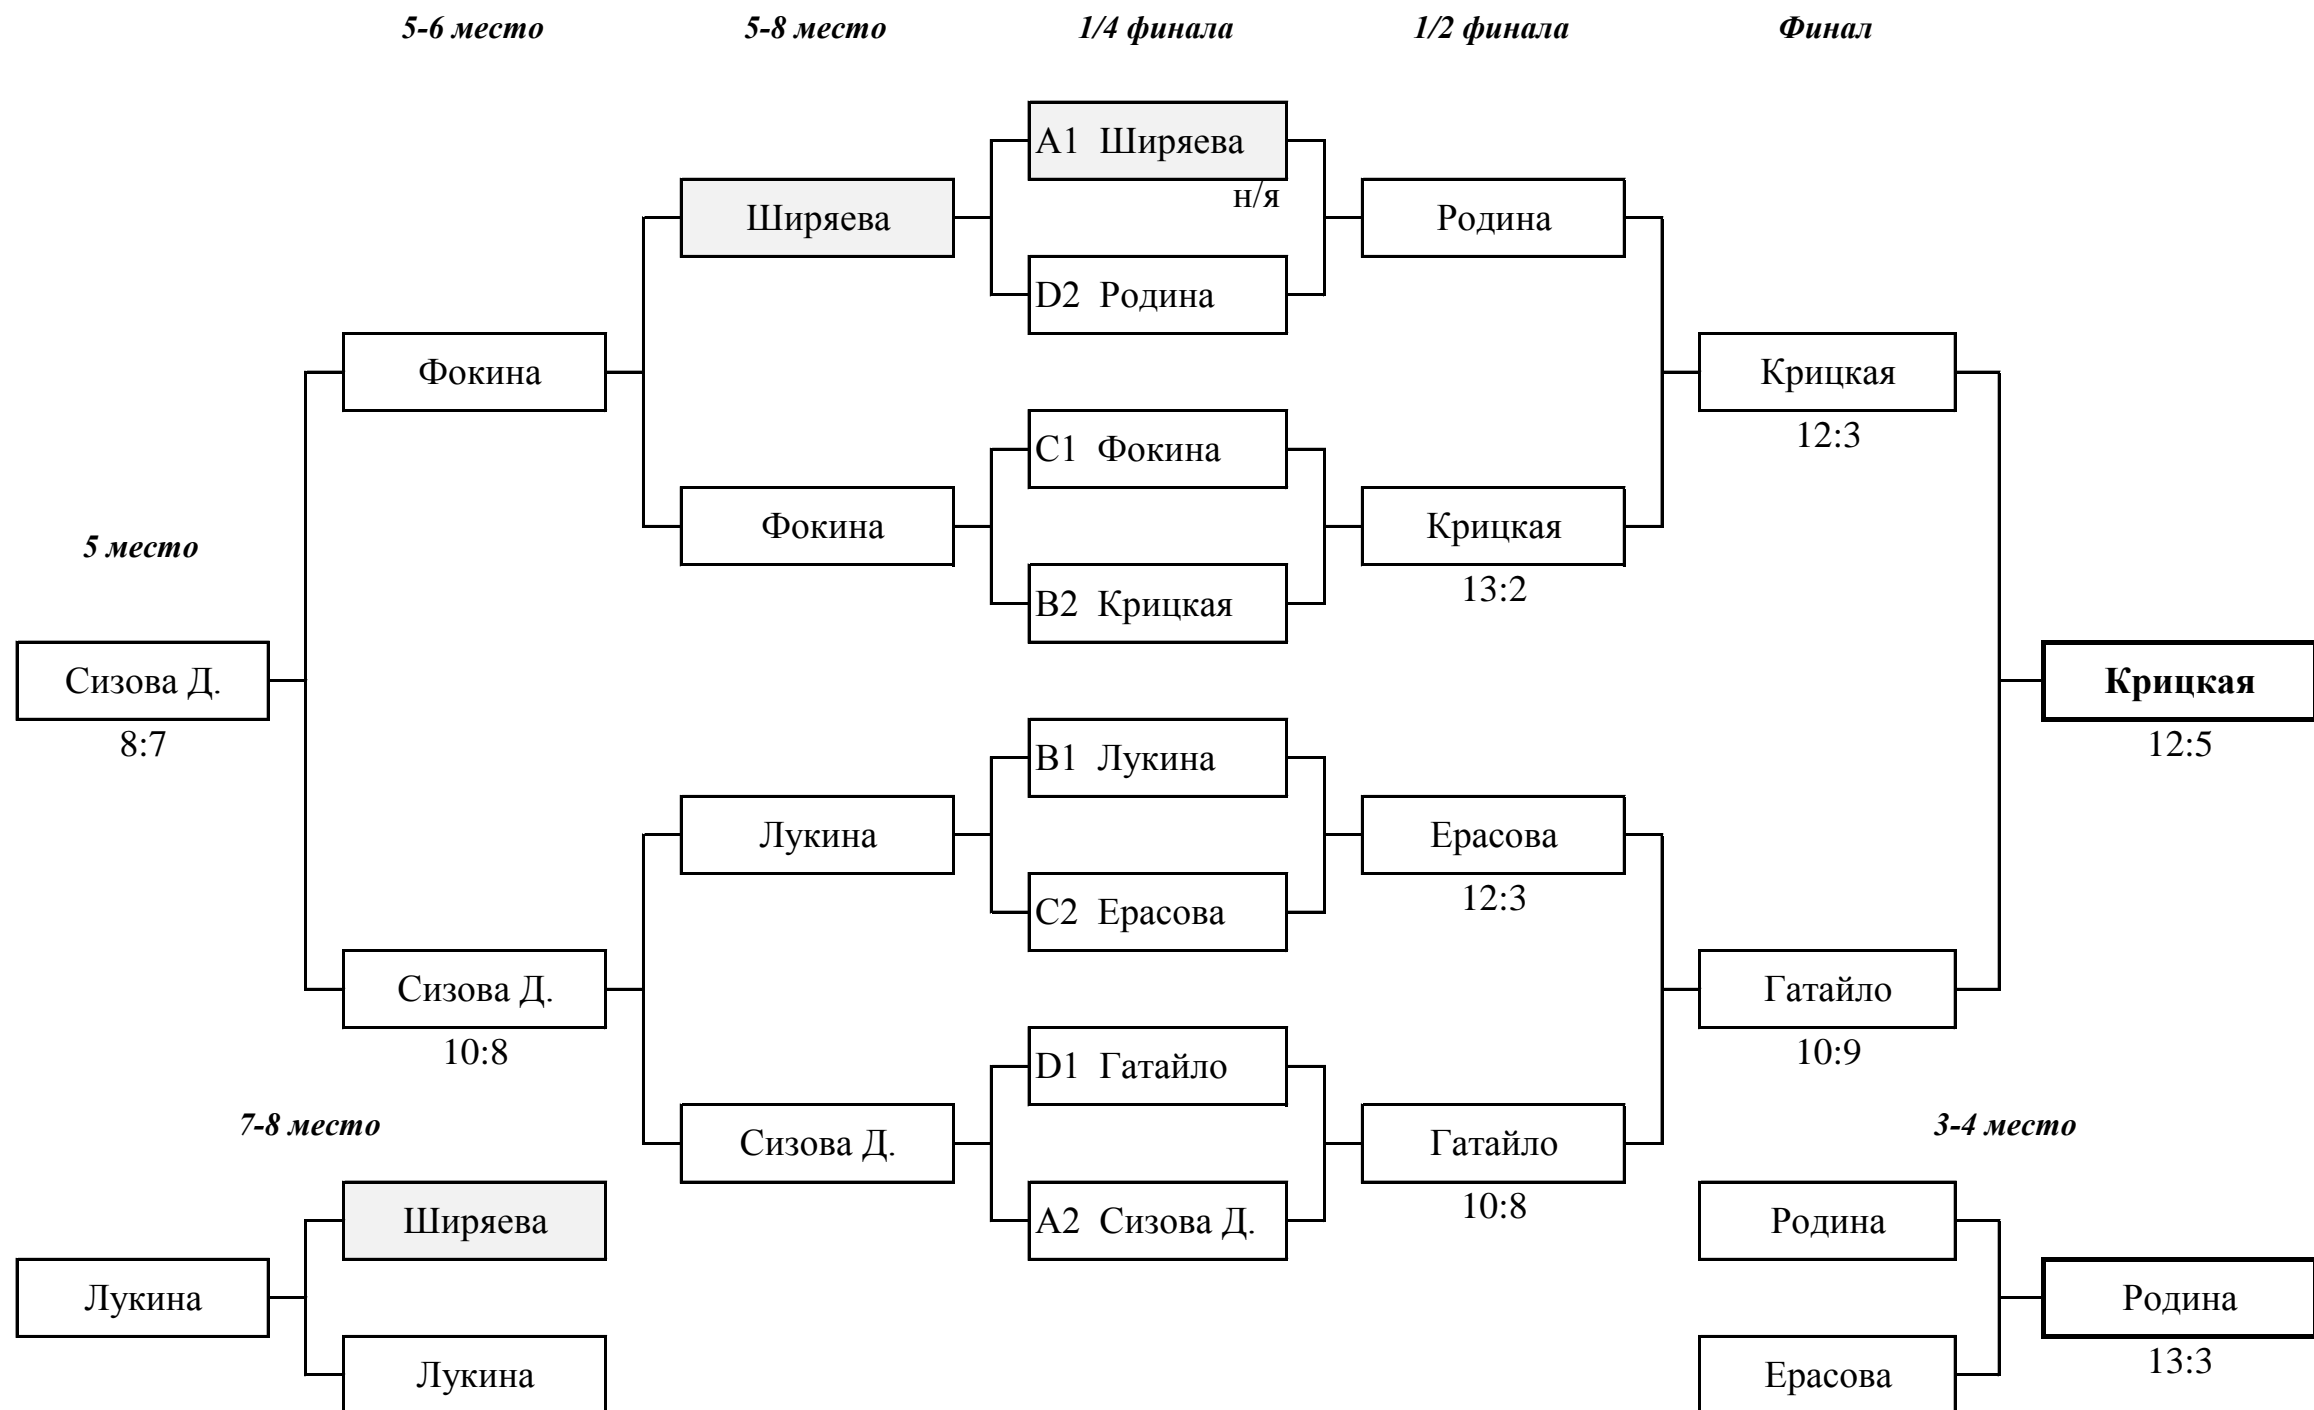 5-6 место 5-8 место 1/4 финала 1/2 финала Финал
A1 Ширяева
н/я
Ширяева Родина
D2 Родина
Фокина Крицкая
12:3
C1 Фокина
Фокина Крицкая
13:2
5 место
B2 Крицкая
Сизова Д. Крицкая
8:7 12:5
B1 Лукина
Лукина Ерасова
12:3
C2 Ерасова
Сизова Д. Гатайло
10:8 10:9
D1 Гатайло
7-8 место 3-4 место
Сизова Д. Гатайло
10:8
Ширяева A2 Сизова Д. Родина
Лукина Родина
13:3
Лукина Ерасова